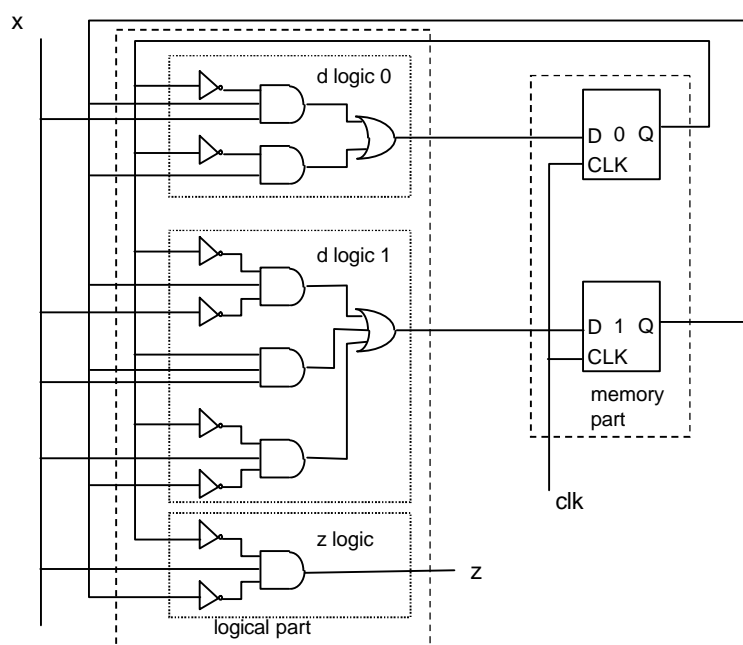 x
d logic 0
D 0 Q
CLK
d logic 1
D 1 Q
CLK
memory
part
clk
z logic
z
logical part